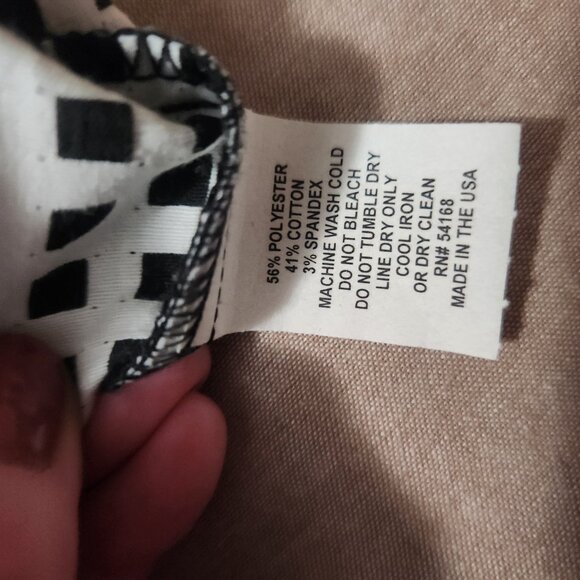 56% POLYESTER
41% COTTON
3% SPANDEX
MACHINE WASH COLD
DO NOT BLEACH
DO NOT TUMBLE DRY
LINE DRY ONLY
COOL IRON
OR DRY CLEAN
RN# 54168
MADE IN THE USA